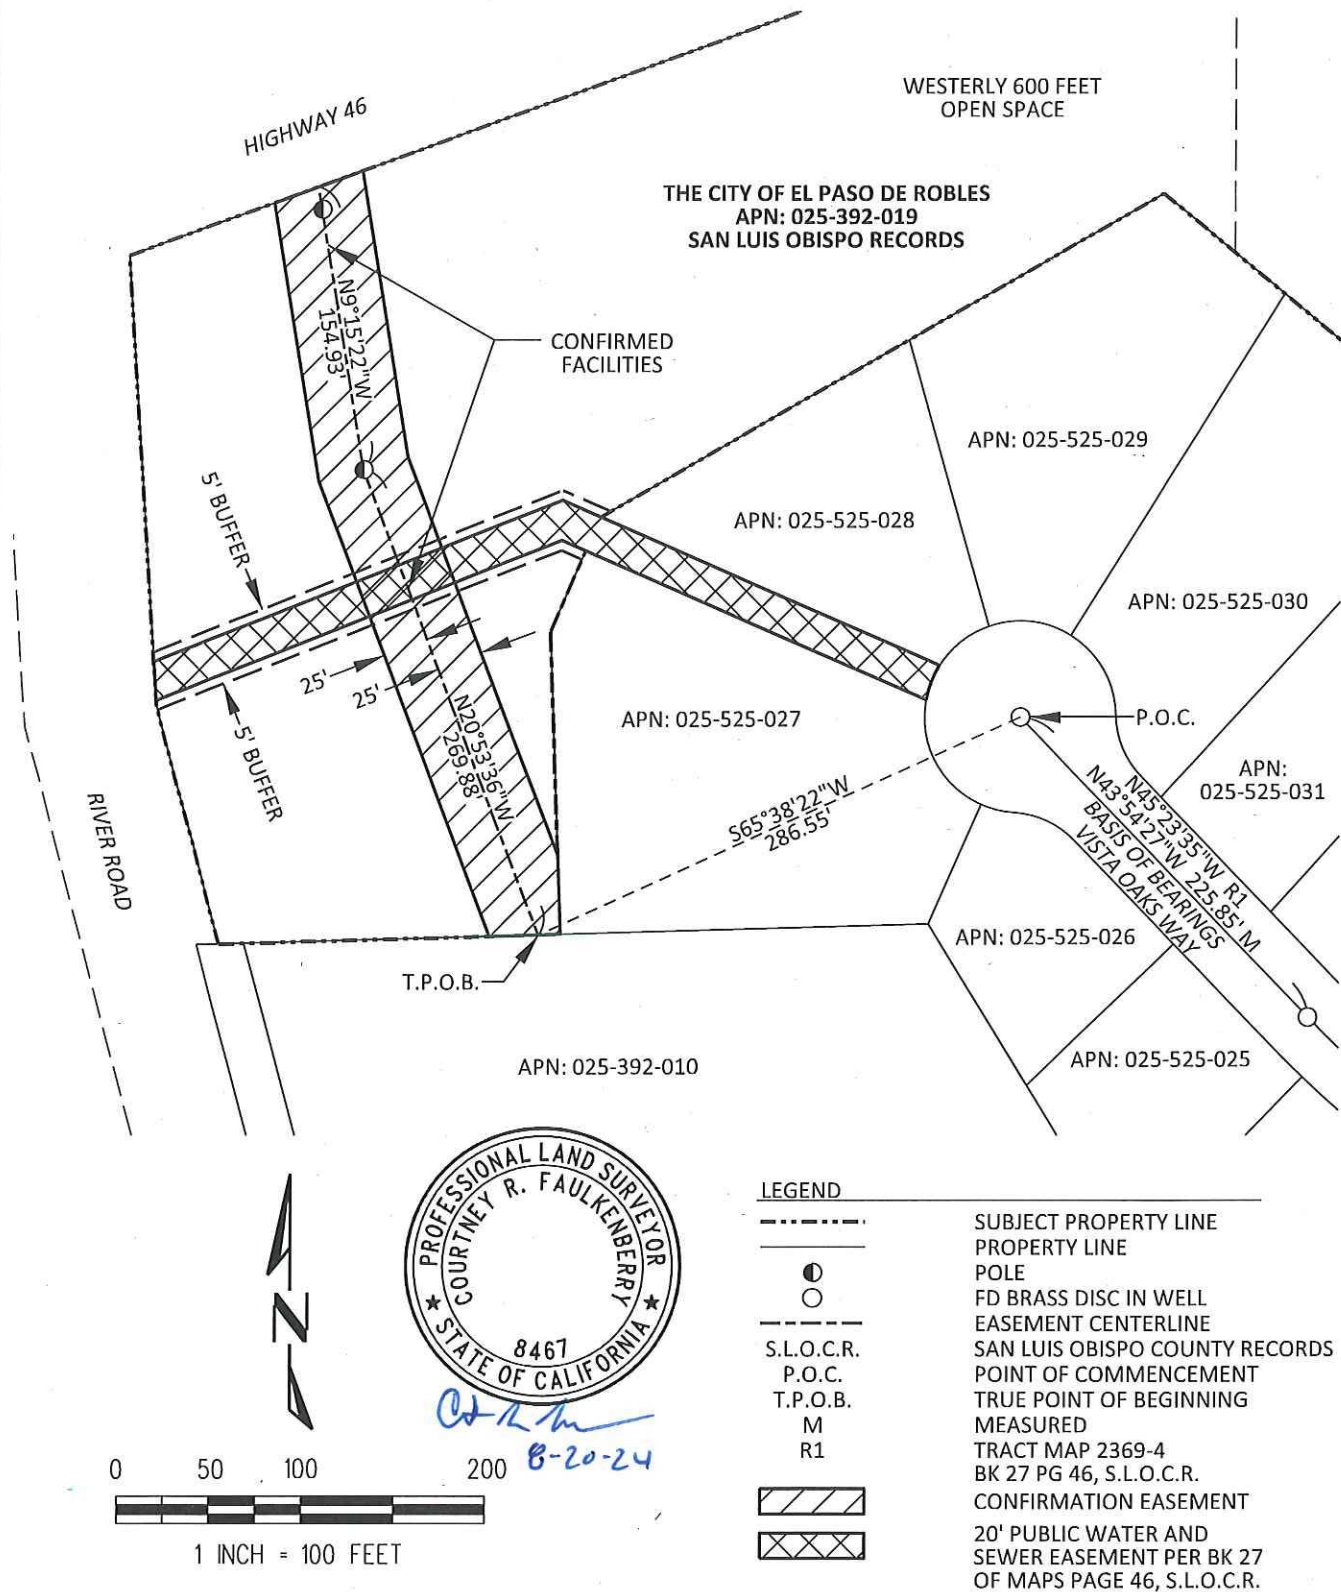 HIGHWAY 46
WESTERLY 600 FEET
OPEN SPACE
THE CITY OF EL PASO DE ROBLES
APN: 025-392-019
SAN LUIS OBISPO RECORDS
N9°15'22"W
154.93'
CONFIRMED
FACILITIES
APN: 025-525-029
5' BUFFER
APN: 025-525-028
APN: 025-525-030
25'
25'
N20°53'36"W
269.88'
APN: 025-525-027
P.O.C.
5' BUFFER
APN:
025-525-031
RIVER ROAD
S65°38'22"W
286.55'
N45°23'35"W R1
N43°54'27"W 225.85' M
BASIS OF BEARINGS
VISTA OAKS WAY
APN: 025-525-026
T.P.O.B.
APN: 025-392-010
APN: 025-525-025
N
PROFESSIONAL LAND SURVEYOR
COURTNEY R. FAULKENBERRY
8467
★ STATE OF CALIFORNIA ★
8-20-24
0 50 100 200
1 INCH = 100 FEET
LEGEND
SUBJECT PROPERTY LINE
PROPERTY LINE
POLE
FD BRASS DISC IN WELL
EASEMENT CENTERLINE
S.L.O.C.R. SAN LUIS OBISPO COUNTY RECORDS
P.O.C. POINT OF COMMENCEMENT
T.P.O.B. TRUE POINT OF BEGINNING
M MEASURED
R1 TRACT MAP 2369-4
BK 27 PG 46, S.L.O.C.R.
CONFIRMATION EASEMENT
20' PUBLIC WATER AND
SEWER EASEMENT PER BK 27
OF MAPS PAGE 46, S.L.O.C.R.